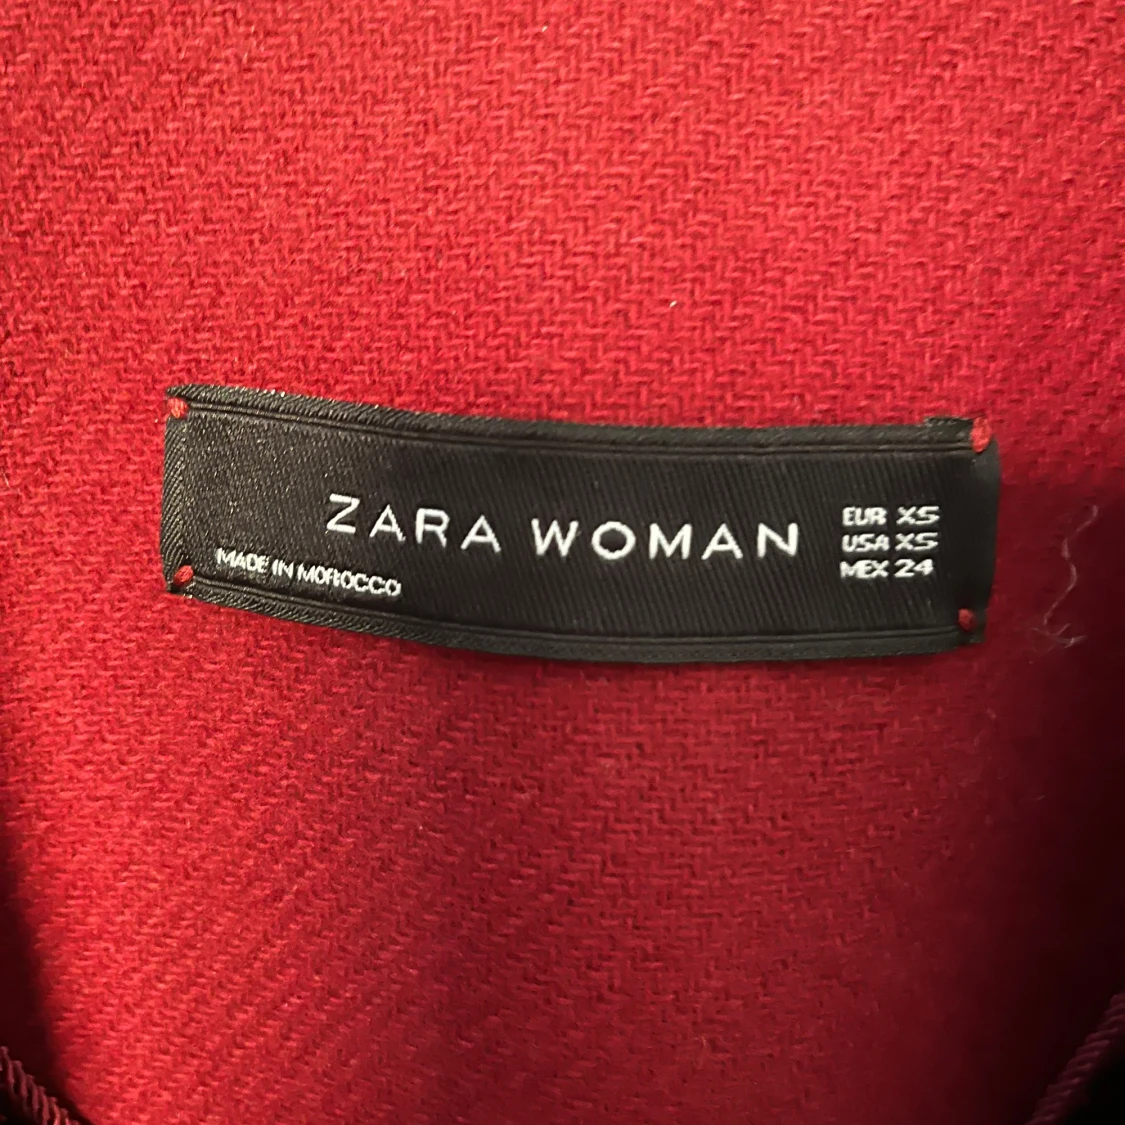 ZARA WOMAN
MADE IN MOROCCO
EUR XS
USA XS
MEX 24